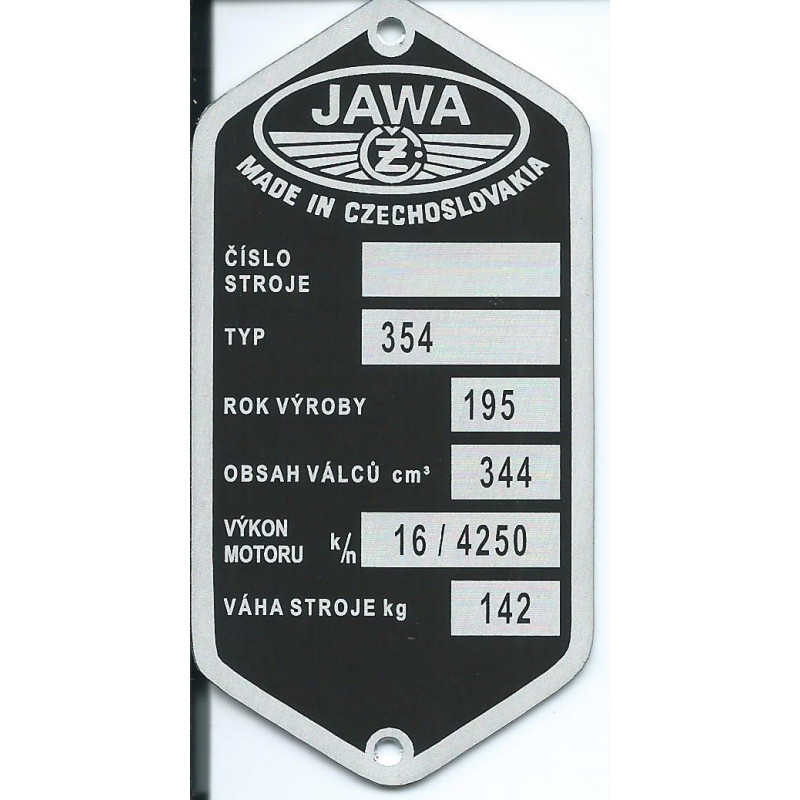 JAWA
ČZ
MADE IN CZECHOSLOVAKIA
ČÍSLO
STROJE
TYP 354
ROK VÝROBY 195
OBSAH VÁLCŮ cm³ 344
VÝKON
MOTORU k/n 16 / 4250
VÁHA STROJE kg 142